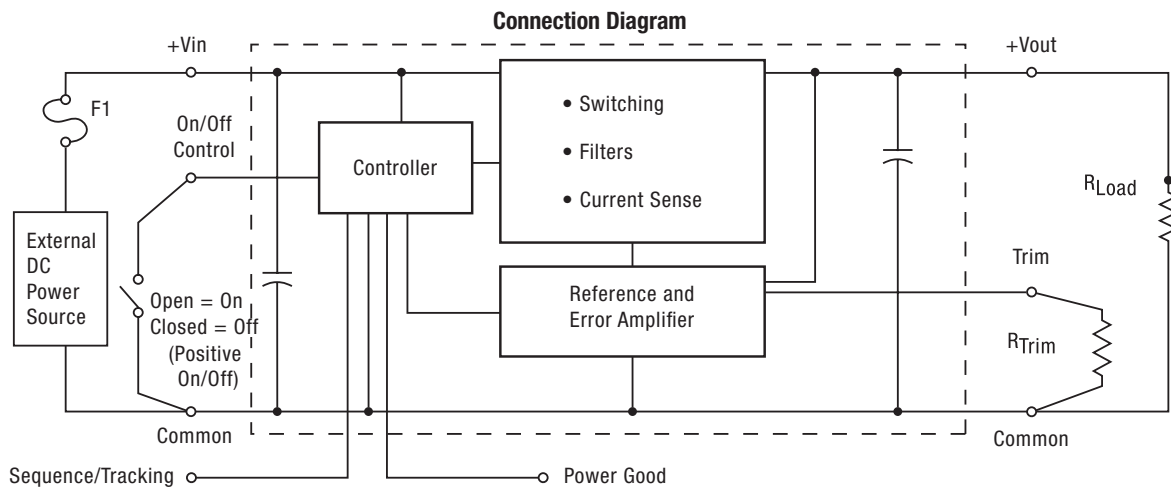 Connection Diagram
+Vin
+Vout
F1
On/Off
Control
Controller
• Switching
• Filters
• Current Sense
RLoad
External
DC
Power
Source
Open = On
Closed = Off
(Positive
On/Off)
Reference and
Error Amplifier
Trim
RTrim
Common
Common
Sequence/Tracking
Power Good